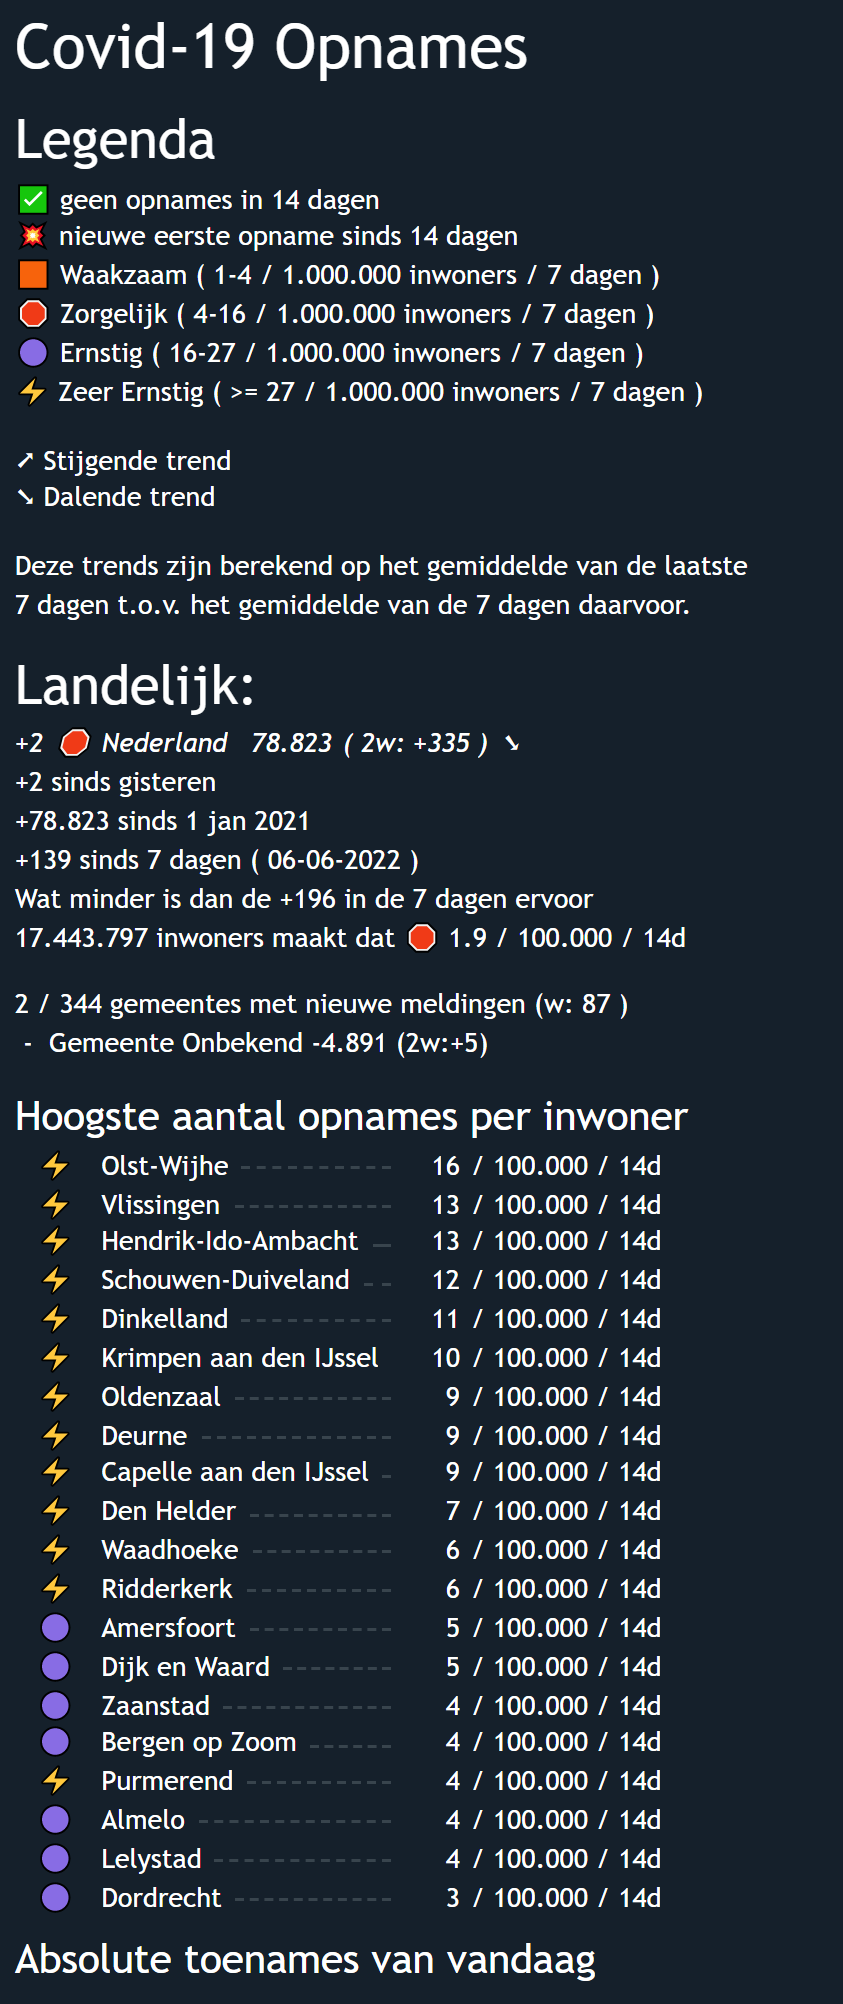 Covid-19 Opnames
Legenda
✅ geen opnames in 14 dagen
💥 nieuwe eerste opname sinds 14 dagen
🟧 Waakzaam ( 1-4 / 1.000.000 inwoners / 7 dagen )
🛑 Zorgelijk ( 4-16 / 1.000.000 inwoners / 7 dagen )
🟣 Ernstig ( 16-27 / 1.000.000 inwoners / 7 dagen )
⚡ Zeer Ernstig ( >= 27 / 1.000.000 inwoners / 7 dagen )
➚ Stijgende trend
➘ Dalende trend
Deze trends zijn berekend op het gemiddelde van de laatste
7 dagen t.o.v. het gemiddelde van de 7 dagen daarvoor.
Landelijk:
+2 🛑 Nederland 78.823 ( 2w: +335 ) ➘
+2 sinds gisteren
+78.823 sinds 1 jan 2021
+139 sinds 7 dagen ( 06-06-2022 )
Wat minder is dan de +196 in de 7 dagen ervoor
17.443.797 inwoners maakt dat 🛑 1.9 / 100.000 / 14d
2 / 344 gemeentes met nieuwe meldingen (w: 87 )
- Gemeente Onbekend -4.891 (2w:+5)
Hoogste aantal opnames per inwoner
⚡ Olst-Wijhe ----------- 16 / 100.000 / 14d
⚡ Vlissingen ------------ 13 / 100.000 / 14d
⚡ Hendrik-Ido-Ambacht _ 13 / 100.000 / 14d
⚡ Schouwen-Duiveland -- 12 / 100.000 / 14d
⚡ Dinkelland ----------- 11 / 100.000 / 14d
⚡ Krimpen aan den IJssel 10 / 100.000 / 14d
⚡ Oldenzaal ------------ 9 / 100.000 / 14d
⚡ Deurne -------------- 9 / 100.000 / 14d
⚡ Capelle aan den IJssel - 9 / 100.000 / 14d
⚡ Den Helder ---------- 7 / 100.000 / 14d
⚡ Waadhoeke ---------- 6 / 100.000 / 14d
⚡ Ridderkerk ----------- 6 / 100.000 / 14d
🟣 Amersfoort ---------- 5 / 100.000 / 14d
🟣 Dijk en Waard -------- 5 / 100.000 / 14d
🟣 Zaanstad ------------ 4 / 100.000 / 14d
🟣 Bergen op Zoom ------ 4 / 100.000 / 14d
⚡ Purmerend ----------- 4 / 100.000 / 14d
🟣 Almelo -------------- 4 / 100.000 / 14d
🟣 Lelystad ------------- 4 / 100.000 / 14d
🟣 Dordrecht ------------ 3 / 100.000 / 14d
Absolute toenames van vandaag